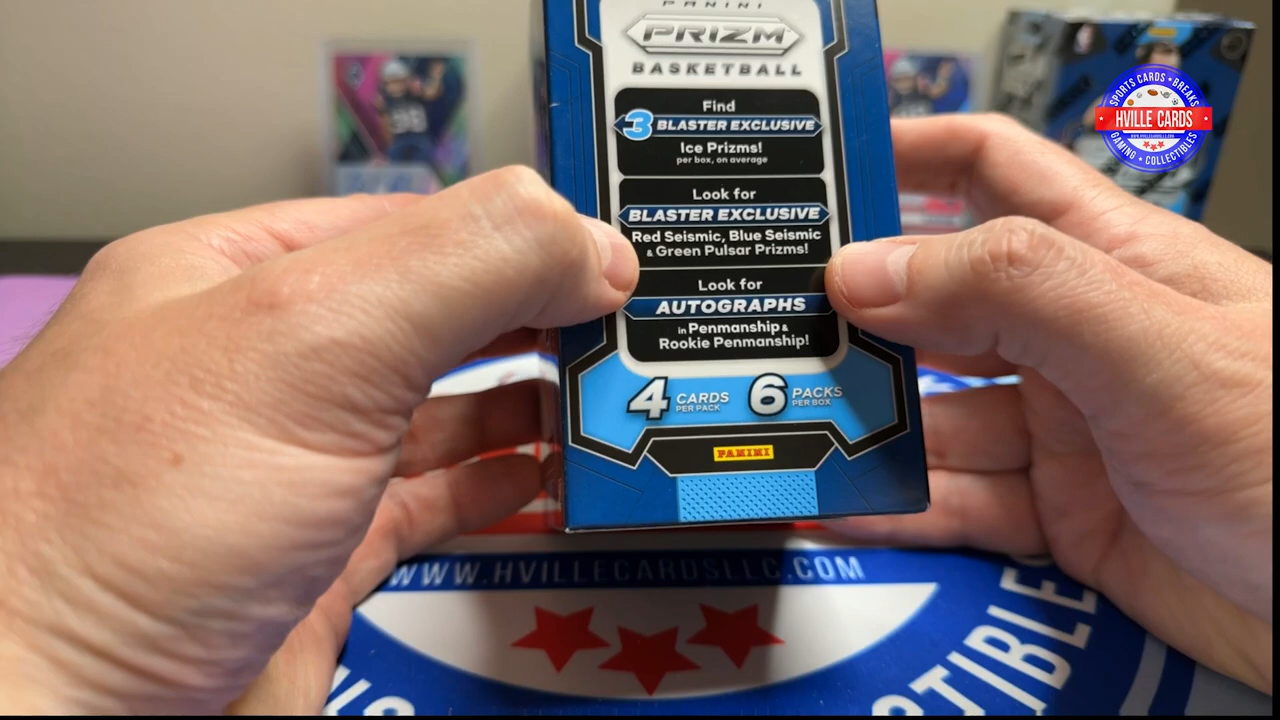 PANINI
PRIZM
BASKETBALL
Find
3 BLASTER EXCLUSIVE
Ice Prizms!
per box, on average
Look for
BLASTER EXCLUSIVE
Red Seismic, Blue Seismic
& Green Pulsar Prizms!
Look for
AUTOGRAPHS
in Penmanship &
Rookie Penmanship!
4 CARDS PER PACK
6 PACKS PER BOX
PANINI
SPORTS CARDS • BREAKS
HVILLE CARDS
GAMING • COLLECTIBLES
WWW.HVILLECARDSLLC.COM